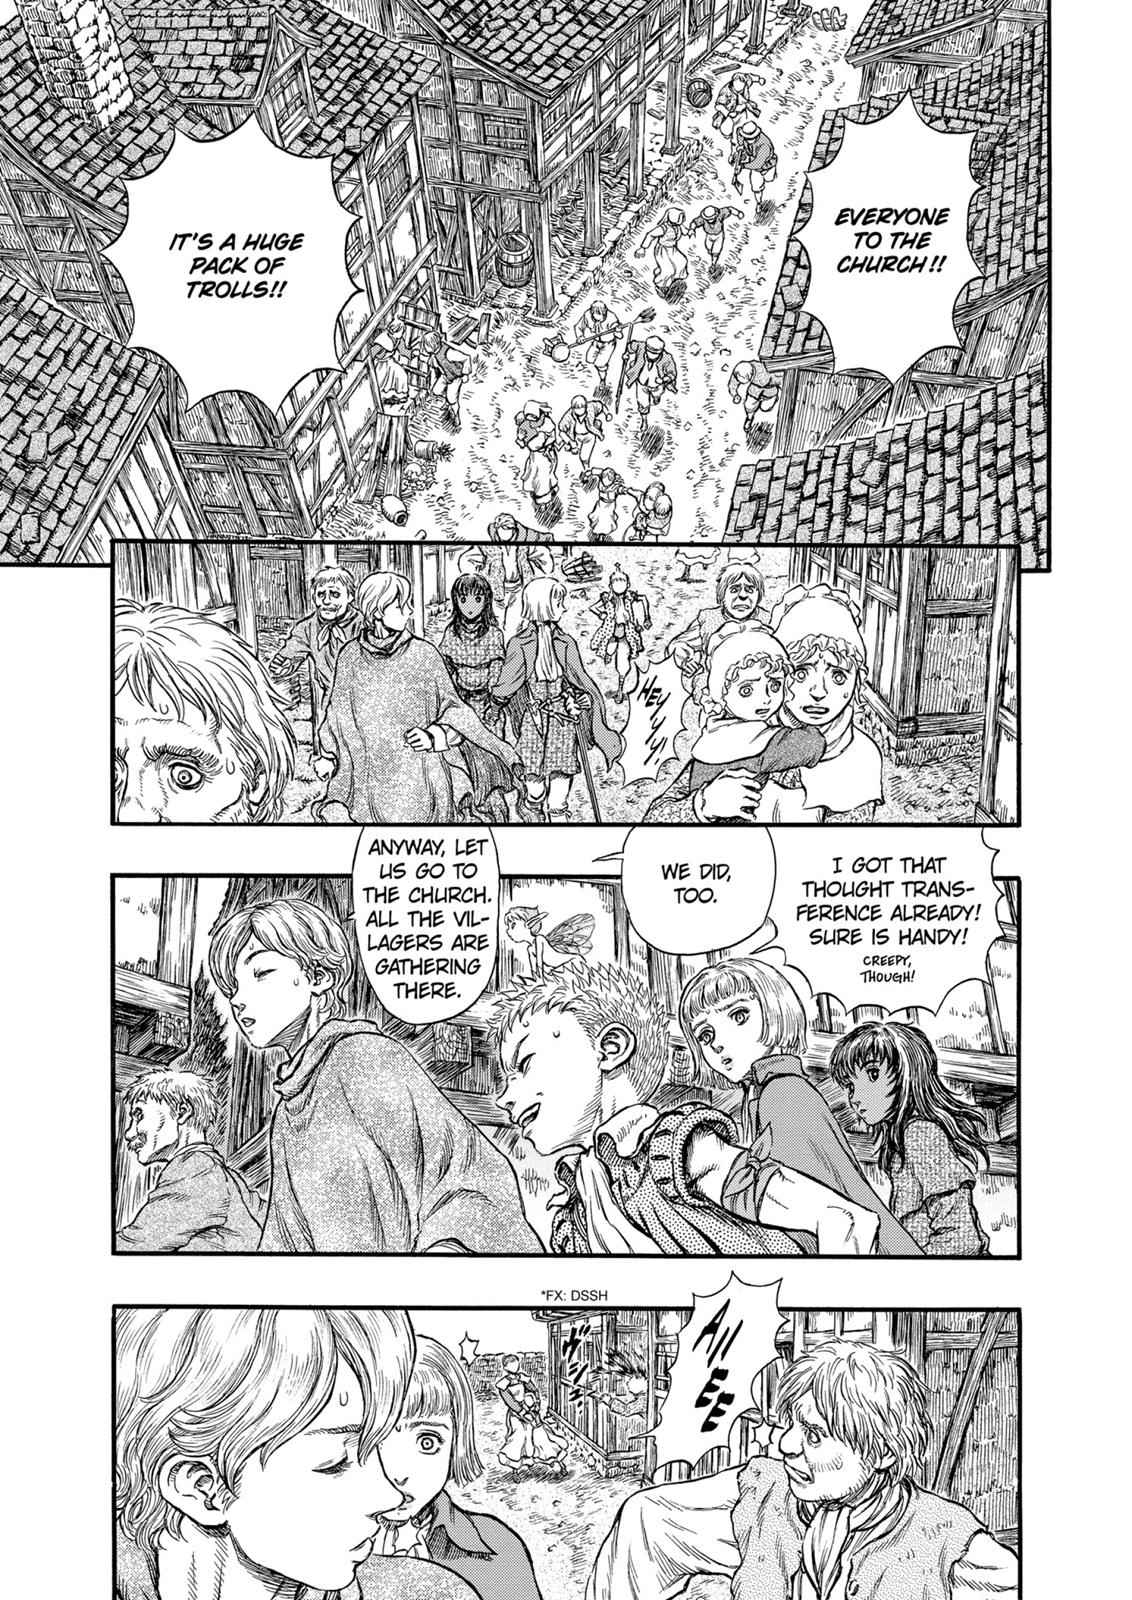 EVERYONE
TO THE
CHURCH!!
IT'S A HUGE
PACK OF
TROLLS!!
HEYYYY!
I GOT THAT
THOUGHT TRANS-
FERENCE ALREADY!
SURE IS HANDY!
CREEPY,
THOUGH!
WE DID,
TOO.
ANYWAY, LET
US GO TO
THE CHURCH.
ALL THE VIL-
LAGERS ARE
GATHERING
THERE.
*FX: DSSH
AIIEEE